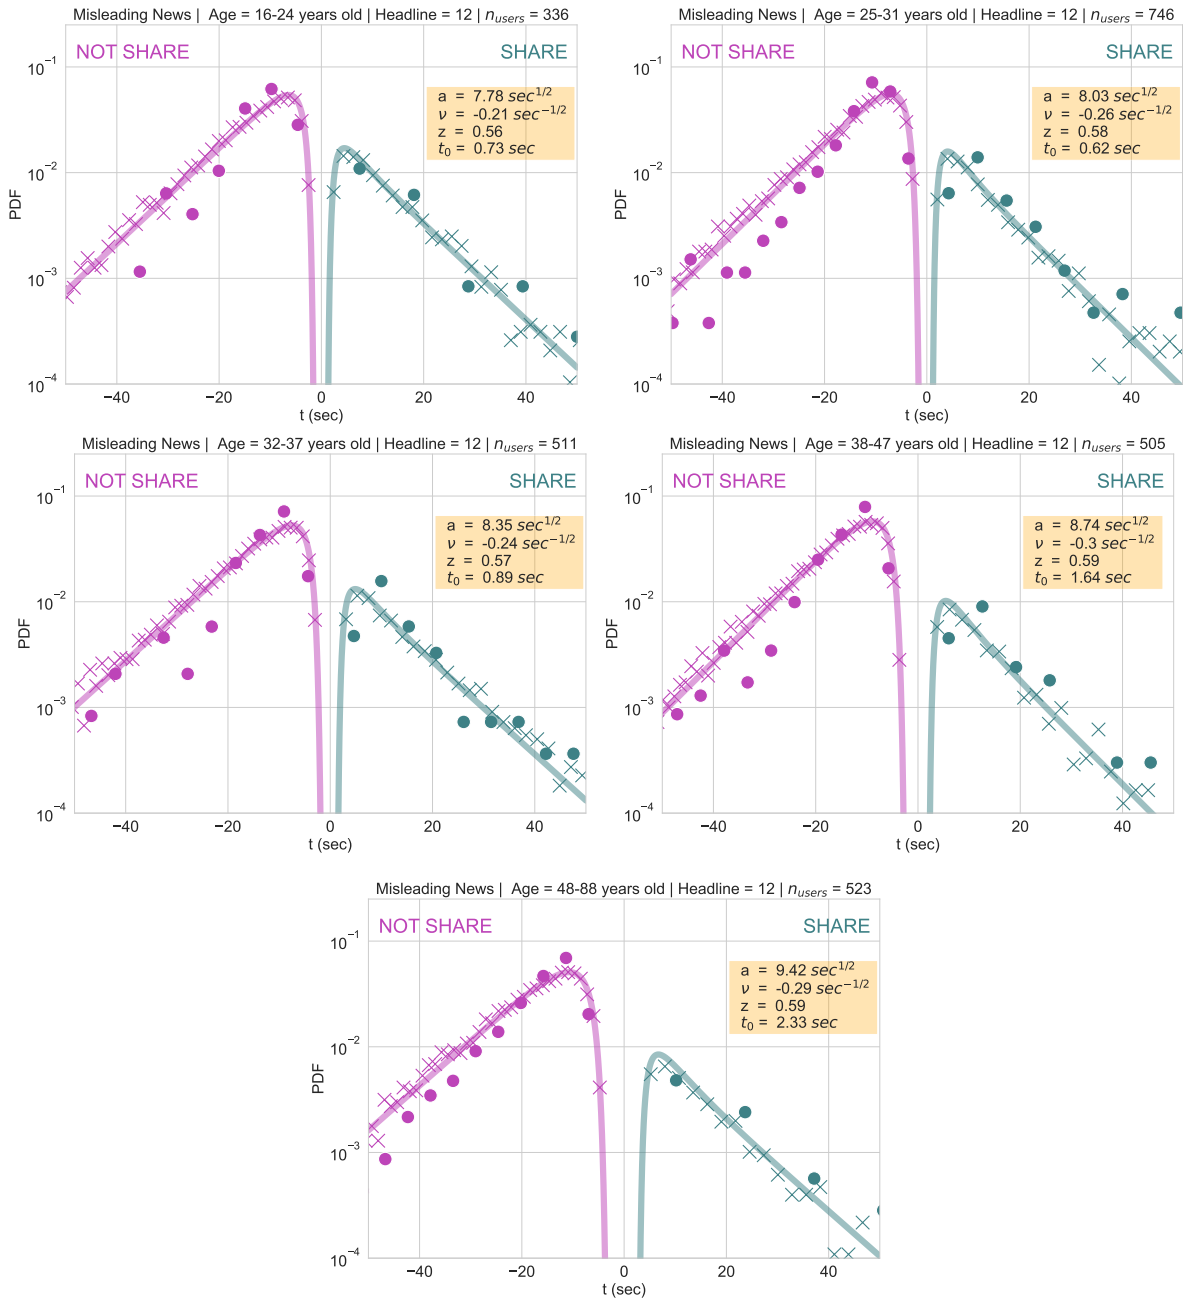 Misleading News | Age = 16-24 years old | Headline = 12 | n_users = 336
NOT SHARE
SHARE
a = 7.78 sec^{1/2}
ν = -0.21 sec^{−1/2}
z = 0.56
t_0 = 0.73 sec
PDF
10^{−1}
10^{−2}
10^{−3}
10^{−4}
−40 −20 0 20 40
t (sec)
Misleading News | Age = 25-31 years old | Headline = 12 | n_users = 746
NOT SHARE
SHARE
a = 8.03 sec^{1/2}
ν = -0.26 sec^{−1/2}
z = 0.58
t_0 = 0.62 sec
PDF
10^{−1}
10^{−2}
10^{−3}
10^{−4}
−40 −20 0 20 40
t (sec)
Misleading News | Age = 32-37 years old | Headline = 12 | n_users = 511
NOT SHARE
SHARE
a = 8.35 sec^{1/2}
ν = -0.24 sec^{−1/2}
z = 0.57
t_0 = 0.89 sec
PDF
10^{−1}
10^{−2}
10^{−3}
10^{−4}
−40 −20 0 20 40
t (sec)
Misleading News | Age = 38-47 years old | Headline = 12 | n_users = 505
NOT SHARE
SHARE
a = 8.74 sec^{1/2}
ν = -0.3 sec^{−1/2}
z = 0.59
t_0 = 1.64 sec
PDF
10^{−1}
10^{−2}
10^{−3}
10^{−4}
−40 −20 0 20 40
t (sec)
Misleading News | Age = 48-88 years old | Headline = 12 | n_users = 523
NOT SHARE
SHARE
a = 9.42 sec^{1/2}
ν = -0.29 sec^{−1/2}
z = 0.59
t_0 = 2.33 sec
PDF
10^{−1}
10^{−2}
10^{−3}
10^{−4}
−40 −20 0 20 40
t (sec)